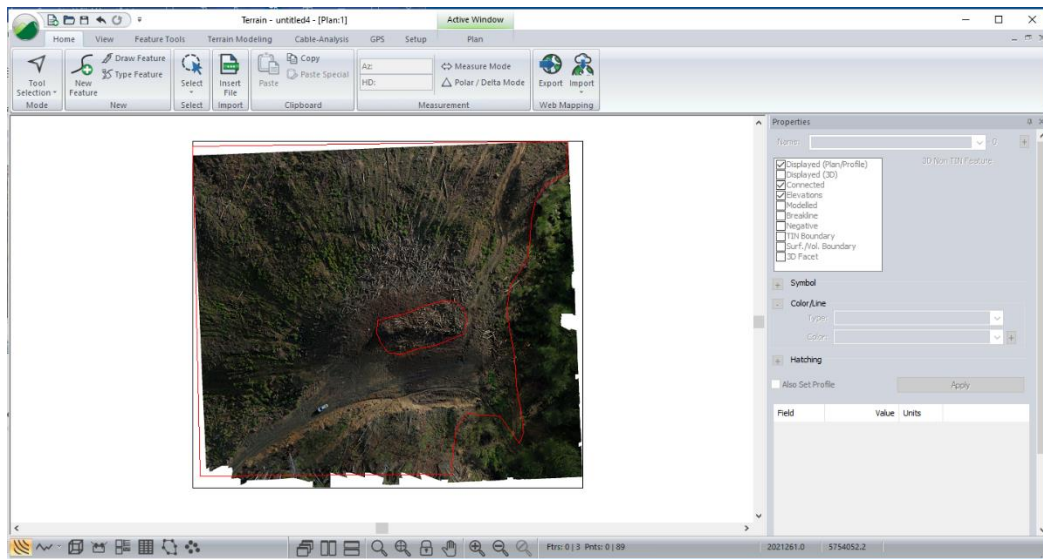 Terrain - untitled4 - [Plan:1]
Active Window
Home View Feature Tools Terrain Modeling Cable-Analysis GPS Setup Plan
Tool Selection
Mode
New Feature
Draw Feature
Type Feature
New
Select
Select
Insert File
Import
Paste
Copy
Paste Special
Clipboard
Az:
HD:
Measure Mode
Polar / Delta Mode
Measurement
Export Import
Web Mapping
Properties
Name:
- 0
3D Non TIN Feature
Displayed (Plan/Profile)
Displayed (3D)
Connected
Elevations
Modelled
Breakline
Negative
TIN Boundary
Surf./Vol. Boundary
3D Facet
Symbol
Color/Line
Type:
Color:
Hatching
Also Set Profile
Apply
Field Value Units
Ftrs: 0 | 3 Pnts: 0 | 89
2021261.0 5754052.2